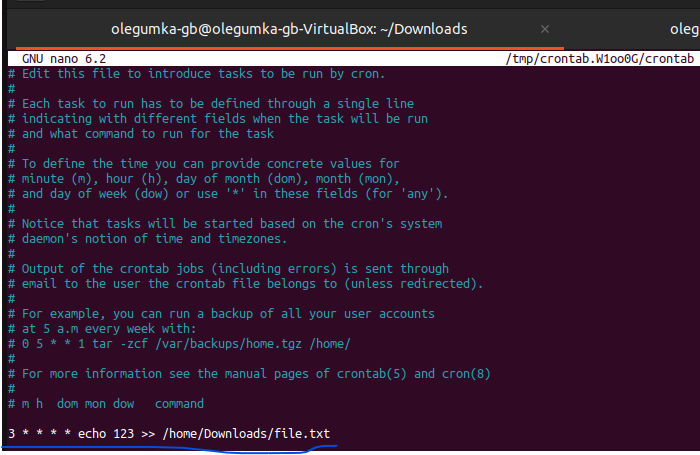 olegumka-gb@olegumka-gb-VirtualBox: ~/Downloads × oleg
GNU nano 6.2 /tmp/crontab.W1oo0G/crontab
# Edit this file to introduce tasks to be run by cron.
#
# Each task to run has to be defined through a single line
# indicating with different fields when the task will be run
# and what command to run for the task
#
# To define the time you can provide concrete values for
# minute (m), hour (h), day of month (dom), month (mon),
# and day of week (dow) or use '*' in these fields (for 'any').
#
# Notice that tasks will be started based on the cron's system
# daemon's notion of time and timezones.
#
# Output of the crontab jobs (including errors) is sent through
# email to the user the crontab file belongs to (unless redirected).
#
# For example, you can run a backup of all your user accounts
# at 5 a.m every week with:
# 0 5 * * 1 tar -zcf /var/backups/home.tgz /home/
#
# For more information see the manual pages of crontab(5) and cron(8)
#
# m h  dom mon dow   command
3 * * * * echo 123 >> /home/Downloads/file.txt